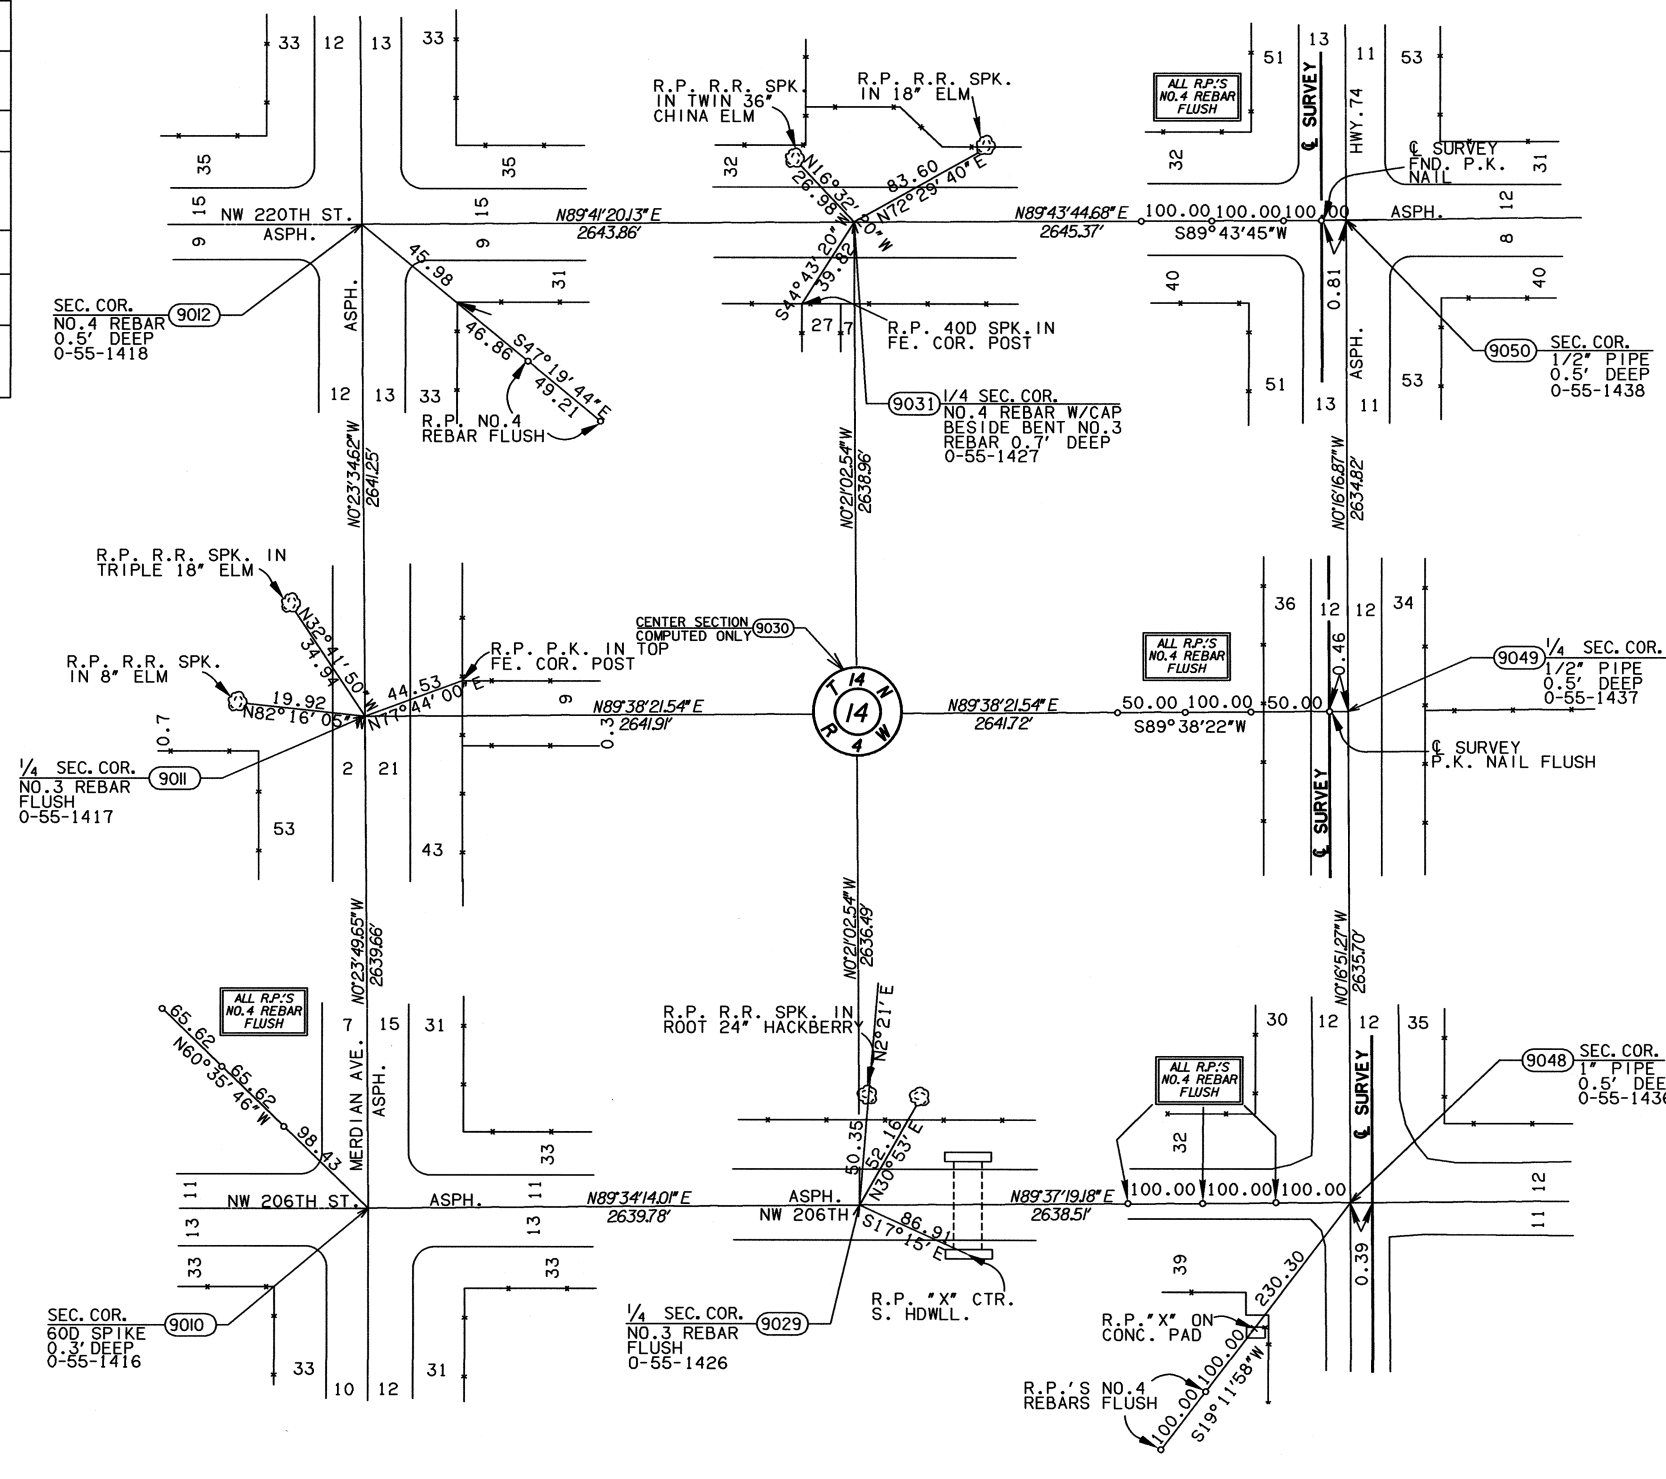 33
12
13
33
35
35
15
9
15
9
NW 220TH ST.
ASPH.
ASPH.
45.98
31
46.86
S47°19'44"E
49.21
R.P. NO.4
REBAR FLUSH
12
13
33
SEC. COR.
NO.4 REBAR
0.5' DEEP
0-55-1418
9012
N89°41'20.13"E
2643.86'
R.P. R.R. SPK.
IN TWIN 36"
CHINA ELM
R.P. R.R. SPK.
IN 18" ELM
32
N16°32'20"W
26.98
83.60
N72°29'40"E
S44°43'20"W
39.82
27
7
R.P. 40D SPK.IN
FE. COR. POST
9031
1/4 SEC. COR.
NO.4 REBAR W/CAP
BESIDE BENT NO.3
REBAR 0.7' DEEP
0-55-1427
N89°43'44.68"E
2645.37'
ALL R.P.'S
NO.4 REBAR
FLUSH
51
13
11
53
℄ SURVEY
HWY.74
℄ SURVEY
FND. P.K.
NAIL
32
31
100.00
100.00
100.00
S89°43'45"W
ASPH.
12
8
40
0.81
40
ASPH.
51
13
11
53
9050
SEC. COR.
1/2" PIPE
0.5' DEEP
0-55-1438
N0°23'34.62"W
2641.25'
N0°21'02.54"W
2638.96'
N0°16'16.87"W
2634.82'
R.P. R.R. SPK. IN
TRIPLE 18" ELM
N32°41'50"W
34.94
R.P. R.R. SPK.
IN 8" ELM
19.92
N82°16'05"W
44.53
N77°44'00"E
R.P. P.K. IN TOP
FE. COR. POST
9
0.7
0.3
2
21
53
43
¼ SEC. COR.
NO.3 REBAR
FLUSH
0-55-1417
9011
N89°38'21.54"E
2641.91'
CENTER SECTION
COMPUTED ONLY
9030
T 14 N
14
R 4 W
N89°38'21.54"E
2641.72'
ALL R.P.'S
NO.4 REBAR
FLUSH
36
12
12
34
0.46
50.00
100.00
50.00
S89°38'22"W
9049
¼ SEC. COR.
1/2" PIPE
0.5' DEEP
0-55-1437
℄ SURVEY
P.K. NAIL FLUSH
℄ SURVEY
N0°23'49.65"W
2639.66'
N0°21'02.54"W
2636.49'
N0°16'51.27"W
2635.70'
ALL R.P.'S
NO.4 REBAR
FLUSH
65.62
65.62
N60°35'46"W
98.43
7
15
31
MERDIAN AVE.
ASPH.
33
11
11
NW 206TH ST.
ASPH.
13
13
33
33
SEC. COR.
60D SPIKE
0.3' DEEP
0-55-1416
9010
33
10
12
31
N89°34'14.01"E
2639.78'
R.P. R.R. SPK. IN
ROOT 24" HACKBERR
N2°21'E
50.35
52.16
N30°53'E
ASPH.
NW 206TH
86.91
S17°15'E
R.P. "X" CTR.
S. HDWLL.
¼ SEC. COR.
NO.3 REBAR
FLUSH
0-55-1426
9029
N89°37'19.18"E
2638.51'
ALL R.P.'S
NO.4 REBAR
FLUSH
30
12
12
35
℄ SURVEY
32
100.00
100.00
100.00
12
11
39
0.39
230.30
R.P."X" ON
CONC. PAD
100.00
100.00
S19°11'58"W
R.P.'S NO.4
REBARS FLUSH
9048
SEC. COR.
1" PIPE
0.5' DEE
0-55-1436